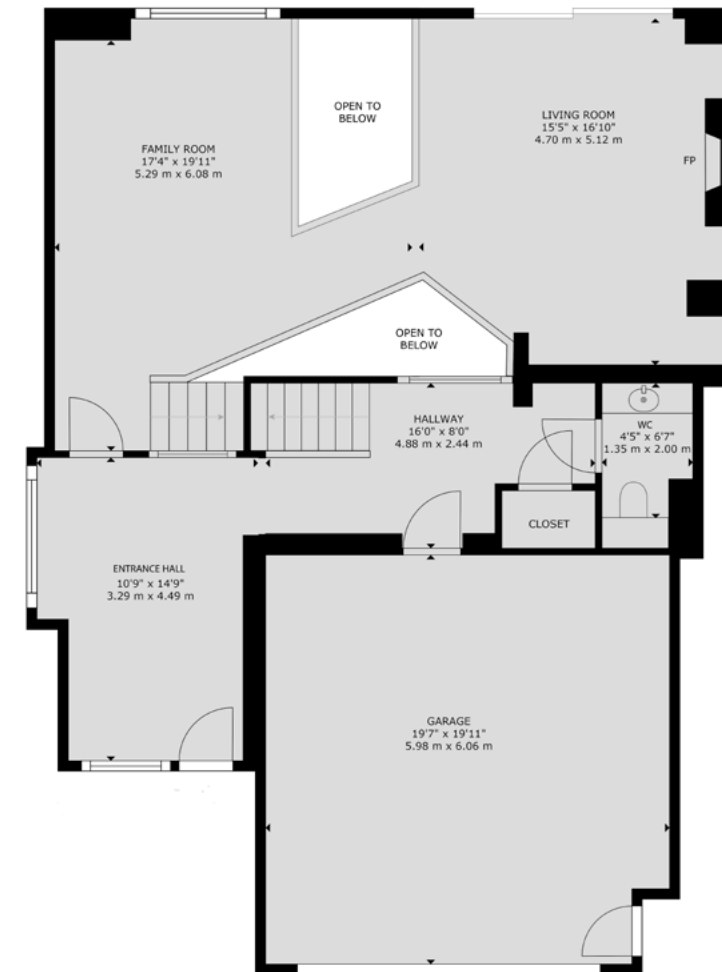 OPEN TO
BELOW
LIVING ROOM
15'5" x 16'10"
4.70 m x 5.12 m
FAMILY ROOM
17'4" x 19'11"
5.29 m x 6.08 m
FP
OPEN TO
BELOW
HALLWAY
16'0" x 8'0"
4.88 m x 2.44 m
WC
4'5" x 6'7"
1.35 m x 2.00 m
CLOSET
ENTRANCE HALL
10'9" x 14'9"
3.29 m x 4.49 m
GARAGE
19'7" x 19'11"
5.98 m x 6.06 m